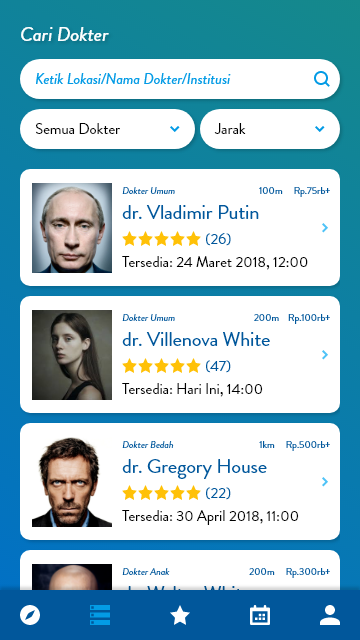 Cari Dokter
Ketik Lokasi/Nama Dokter/Institusi
Semua Dokter Jarak
Dokter Umum 100m Rp.75rb+
dr. Vladimir Putin
(26)
Tersedia: 24 Maret 2018, 12:00
Dokter Umum 200m Rp.100rb+
dr. Villenova White
(47)
Tersedia: Hari Ini, 14:00
Dokter Bedah 1km Rp.500rb+
dr. Gregory House
(22)
Tersedia: 30 April 2018, 11:00
Dokter Anak 200m Rp.300rb+